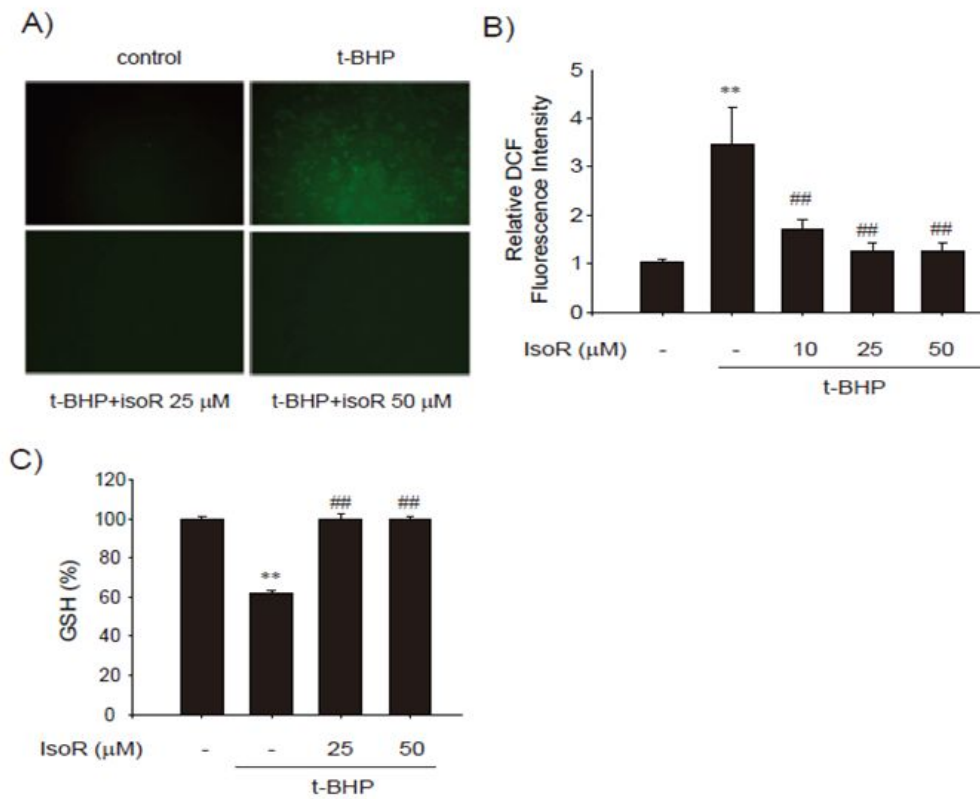 A)
control t-BHP
t-BHP+isoR 25 μM t-BHP+isoR 50 μM
B)
Relative DCF
Fluorescence Intensity
5
4
3
2
1
0
**
##
##
##
IsoR (μM) - - 10 25 50
t-BHP
C)
GSH (%)
120
100
80
60
40
20
0
**
##
##
IsoR (μM) - - 25 50
t-BHP